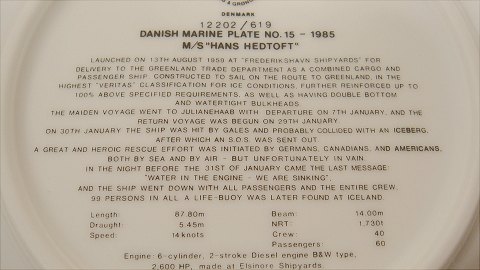 & GRØND
DENMARK
12202/619
DANISH MARINE PLATE NO. 15 - 1985
M/S "HANS HEDTOFT"
LAUNCHED ON 13TH AUGUST 1958 AT "FREDERIKSHAVN SHIPYARDS" FOR
DELIVERY TO THE GREENLAND TRADE DEPARTMENT AS A COMBINED CARGO AND
PASSENGER SHIP. CONSTRUCTED TO SAIL ON THE ROUTE TO GREENLAND, IN THE
HIGHEST "VERITAS" CLASSIFICATION FOR ICE CONDITIONS, FURTHER REINFORCED UP TO
100% ABOVE SPECIFIED REQUIREMENTS, AS WELL AS HAVING DOUBLE BOTTOM
AND WATERTIGHT BULKHEADS.
THE MAIDEN VOYAGE WENT TO JULIANEHAAB WITH DEPARTURE ON 7TH JANUARY, AND THE
RETURN VOYAGE WAS BEGUN ON 29TH JANUARY.
ON 30TH JANUARY THE SHIP WAS HIT BY GALES AND PROBABLY COLLIDED WITH AN ICEBERG,
AFTER WHICH AN S.O.S. WAS SENT OUT.
A GREAT AND HEROIC RESCUE EFFORT WAS INITIATED BY GERMANS, CANADIANS, AND AMERICANS,
BOTH BY SEA AND BY AIR - BUT UNFORTUNATELY IN VAIN.
IN THE NIGHT BEFORE THE 31ST OF JANUARY CAME THE LAST MESSAGE:
"WATER IN THE ENGINE - WE ARE SINKING",
AND THE SHIP WENT DOWN WITH ALL PASSENGERS AND THE ENTIRE CREW,
99 PERSONS IN ALL. A LIFE-BUOY WAS LATER FOUND AT ICELAND.
Length: 87.80m Beam: 14.00m
Draught: 5.45m NRT: 1.730t
Speed: 14knots Crew: 40
Passengers: 60
Engine: 6-cylinder, 2-stroke Diesel engine B&W type,
2.600 HP, made at Elsinore Shipyards.